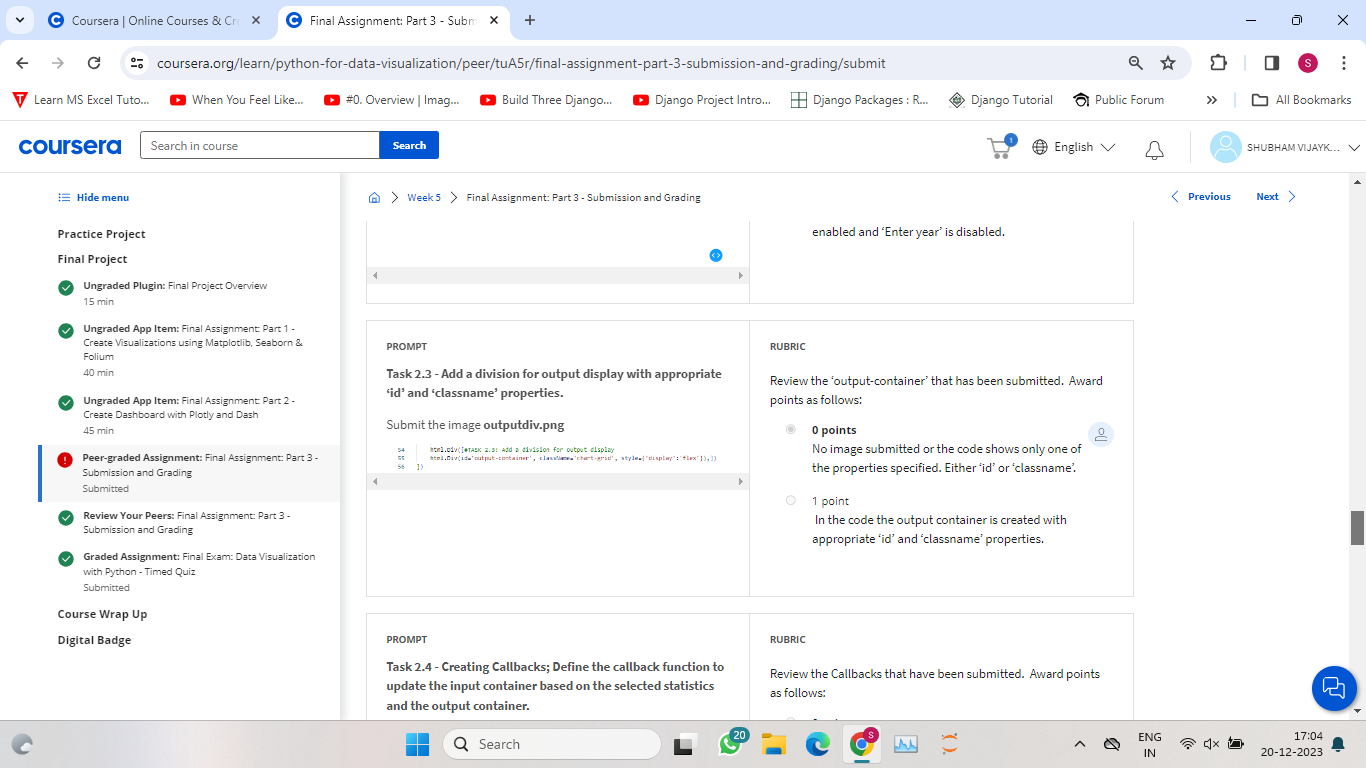 Coursera | Online Courses & Cr
Final Assignment: Part 3 - Subm
coursera.org/learn/python-for-data-visualization/peer/tuA5r/final-assignment-part-3-submission-and-grading/submit
S
Learn MS Excel Tuto...
When You Feel Like...
#0. Overview | Imag...
Build Three Django...
Django Project Intro...
Django Packages : R...
Django Tutorial
Public Forum
All Bookmarks
coursera
Search in course
Search
1
English
SHUBHAM VIJAYK...
Hide menu
Week 5
Final Assignment: Part 3 - Submission and Grading
Previous
Next
Practice Project
Final Project
Ungraded Plugin: Final Project Overview
15 min
Ungraded App Item: Final Assignment: Part 1 -
Create Visualizations using Matplotlib, Seaborn &
Folium
40 min
Ungraded App Item: Final Assignment: Part 2 -
Create Dashboard with Plotly and Dash
45 min
Peer-graded Assignment: Final Assignment: Part 3 -
Submission and Grading
Submitted
Review Your Peers: Final Assignment: Part 3 -
Submission and Grading
Graded Assignment: Final Exam: Data Visualization
with Python - Timed Quiz
Submitted
Course Wrap Up
Digital Badge
enabled and ‘Enter year’ is disabled.
PROMPT
Task 2.3 - Add a division for output display with appropriate
‘id’ and ‘classname’ properties.
Submit the image outputdiv.png
54 html.Div([#TASK 2.3: Add a division for output display
55 html.Div(id='output-container', className='chart-grid', style={'display':'flex'}),])
56 ])
RUBRIC
Review the ‘output-container’ that has been submitted. Award
points as follows:
0 points
No image submitted or the code shows only one of
the properties specified. Either ‘id’ or ‘classname’.
1 point
In the code the output container is created with
appropriate ‘id’ and ‘classname’ properties.
PROMPT
Task 2.4 - Creating Callbacks; Define the callback function to
update the input container based on the selected statistics
and the output container.
RUBRIC
Review the Callbacks that have been submitted. Award points
as follows:
Search
20
S
ENG
IN
17:04
20-12-2023